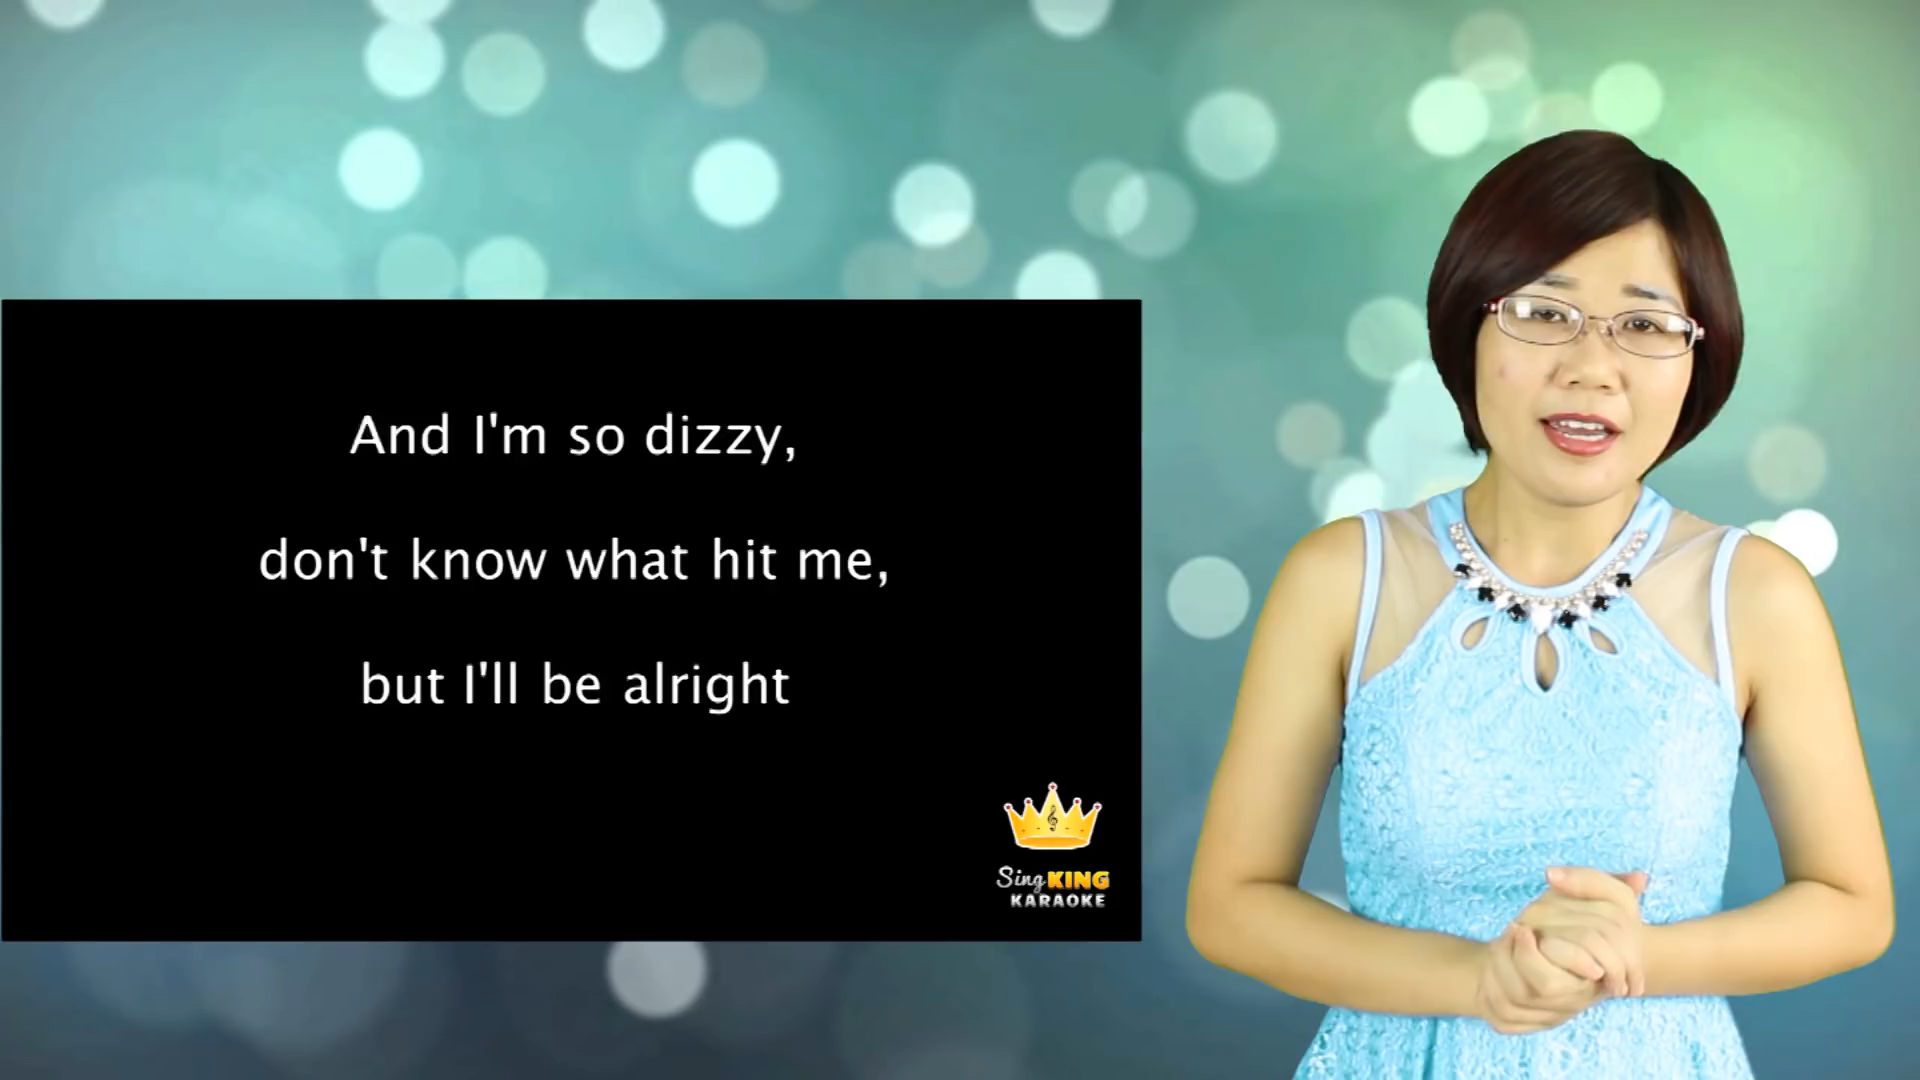 And I'm so dizzy,
don't know what hit me,
but I'll be alright
Sing KING
KARAOKE